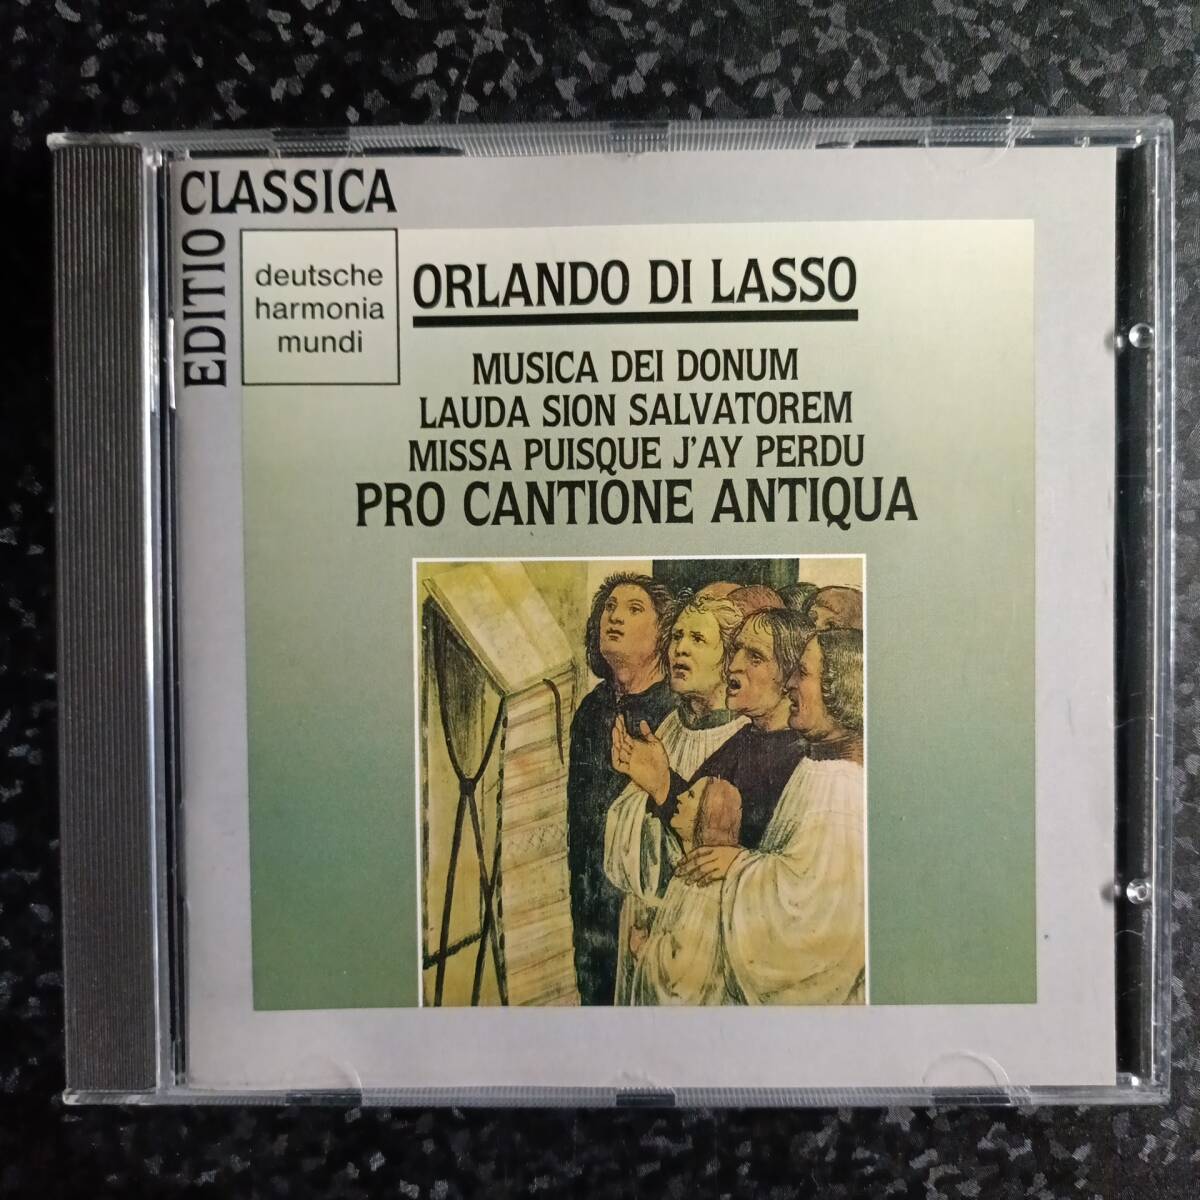 EDITIO
CLASSICA
deutsche
harmonia
mundi
ORLANDO DI LASSO
MUSICA DEI DONUM
LAUDA SION SALVATOREM
MISSA PUISQUE J'AY PERDU
PRO CANTIONE ANTIQUA